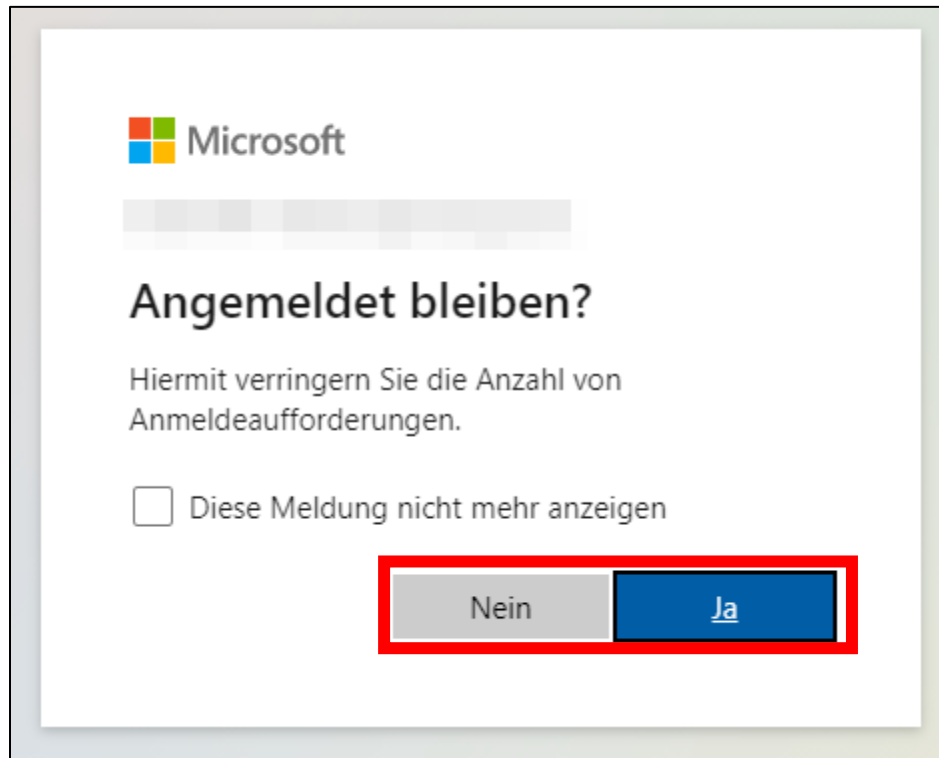 Microsoft
Angemeldet bleiben?
Hiermit verringern Sie die Anzahl von
Anmeldeaufforderungen.
Diese Meldung nicht mehr anzeigen
Nein Ja